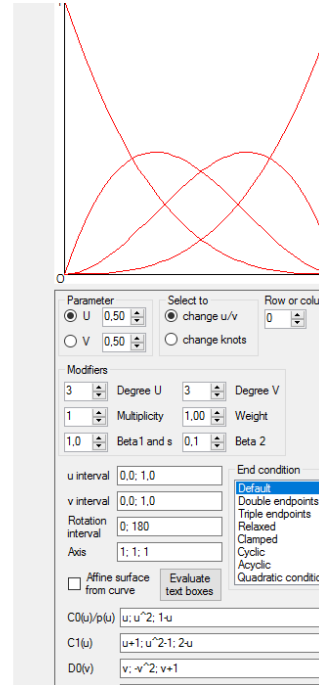 1
O
Parameter
Select to
Row or colu
U 0,50
change u/v
0
V 0,50
change knots
Modifiers
3 Degree U 3 Degree V
1 Multiplicity 1,00 Weight
1,0 Beta1 and s 0,1 Beta 2
u interval 0,0; 1,0
End condition
Default
v interval 0,0; 1,0
Double endpoints
Triple endpoints
Rotation interval 0; 180
Relaxed
Clamped
Axis 1; 1; 1
Cyclic
Acyclic
Quadratic conditio
Affine surface from curve
Evaluate text boxes
C0(u)/p(u) u; u^2; 1-u
C1(u) u+1; u^2-1; 2-u
D0(v) v; -v^2; v+1